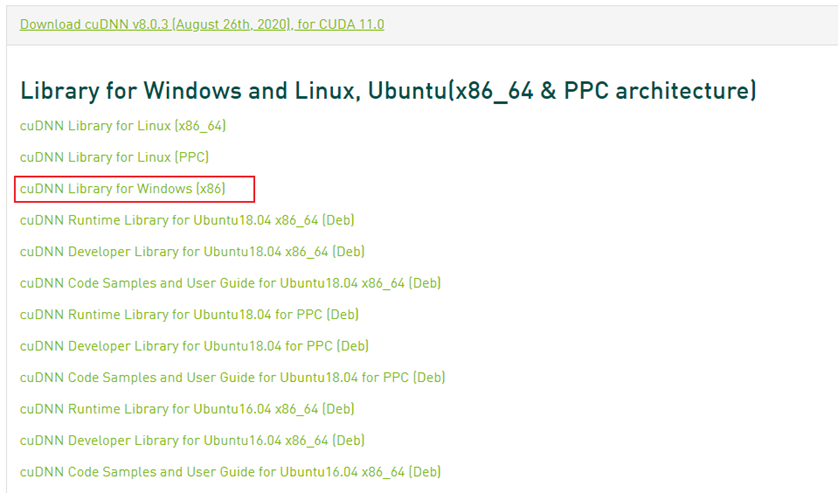 Download cuDNN v8.0.3 (August 26th, 2020), for CUDA 11.0
Library for Windows and Linux, Ubuntu(x86_64 & PPC architecture)
cuDNN Library for Linux (x86_64)
cuDNN Library for Linux (PPC)
cuDNN Library for Windows (x86)
cuDNN Runtime Library for Ubuntu18.04 x86_64 (Deb)
cuDNN Developer Library for Ubuntu18.04 x86_64 (Deb)
cuDNN Code Samples and User Guide for Ubuntu18.04 x86_64 (Deb)
cuDNN Runtime Library for Ubuntu18.04 for PPC (Deb)
cuDNN Developer Library for Ubuntu18.04 for PPC (Deb)
cuDNN Code Samples and User Guide for Ubuntu18.04 for PPC (Deb)
cuDNN Runtime Library for Ubuntu16.04 x86_64 (Deb)
cuDNN Developer Library for Ubuntu16.04 x86_64 (Deb)
cuDNN Code Samples and User Guide for Ubuntu16.04 x86_64 (Deb)